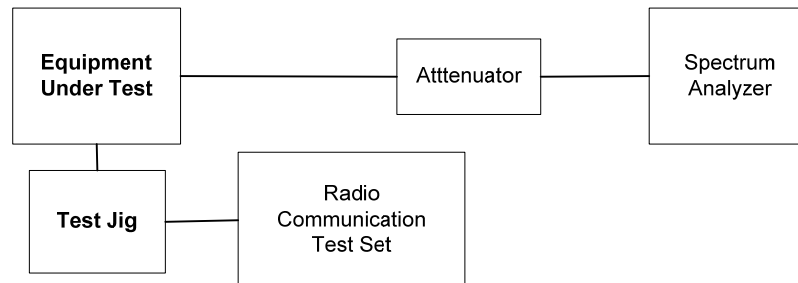 Equipment
Under Test
Atttenuator
Spectrum
Analyzer
Test Jig
Radio
Communication
Test Set